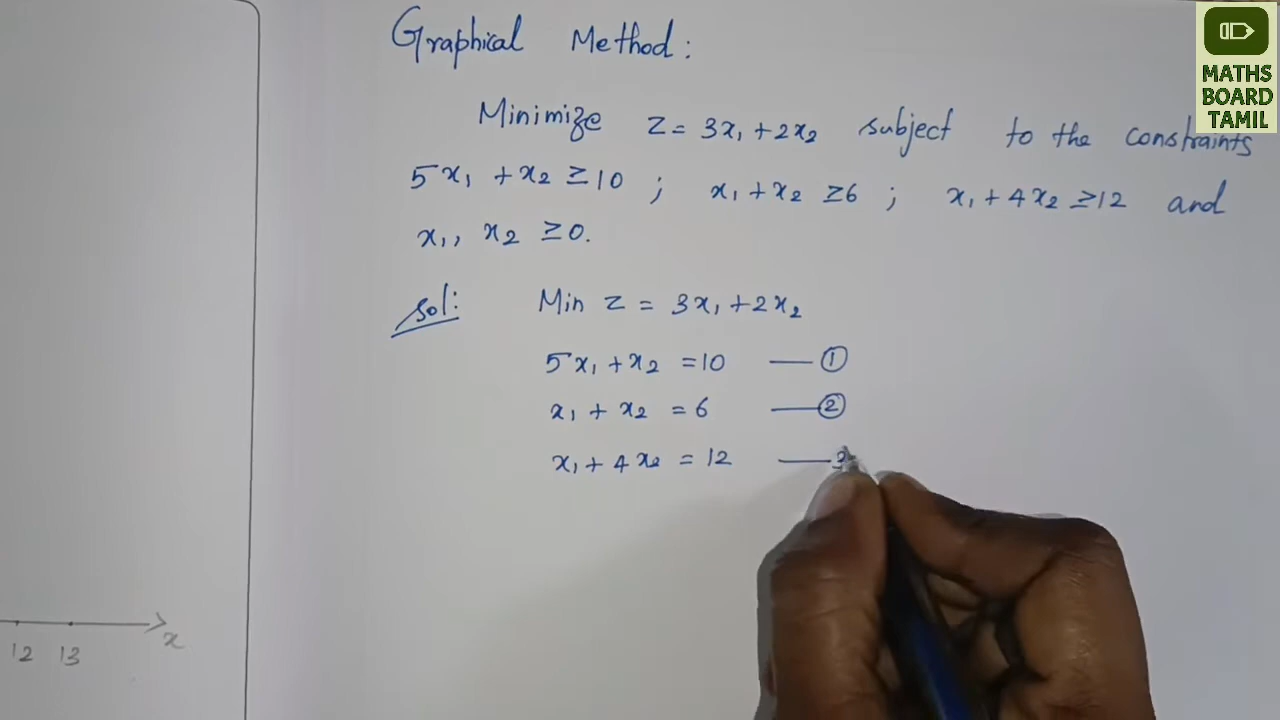 Graphical Method:
MATHS
BOARD
TAMIL
Minimize z = 3x₁ + 2x₂ subject to the constraints
5x₁ + x₂ ≥ 10 ; x₁ + x₂ ≥ 6 ; x₁ + 4x₂ ≥ 12 and
x₁, x₂ ≥ 0.
Sol: Min z = 3x₁ + 2x₂
5x₁ + x₂ = 10 — ①
x₁ + x₂ = 6 — ②
x₁ + 4x₂ = 12 — 3
x
12 13